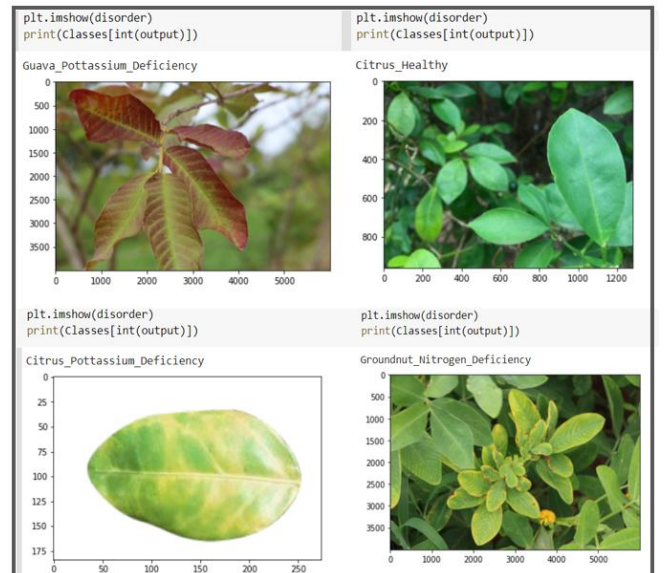 plt.imshow(disorder)
print(Classes[int(output)])
Guava_Pottassium_Deficiency
0
500
1000
1500
2000
2500
3000
3500
0 1000 2000 3000 4000 5000
plt.imshow(disorder)
print(Classes[int(output)])
Citrus_Healthy
0
200
400
600
800
0 200 400 600 800 1000 1200
plt.imshow(disorder)
print(Classes[int(output)])
Citrus_Pottassium_Deficiency
0
25
50
75
100
125
150
175
0 50 100 150 200 250
plt.imshow(disorder)
print(Classes[int(output)])
Groundnut_Nitrogen_Deficiency
0
500
1000
1500
2000
2500
3000
3500
0 1000 2000 3000 4000 5000